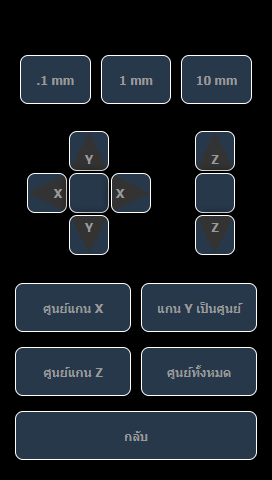 .1 mm 1 mm 10 mm
Y Z
X X
Y Z
ศูนย์แกน X แกน Y เป็นศูนย์
ศูนย์แกน Z ศูนย์ทั้งหมด
กลับ